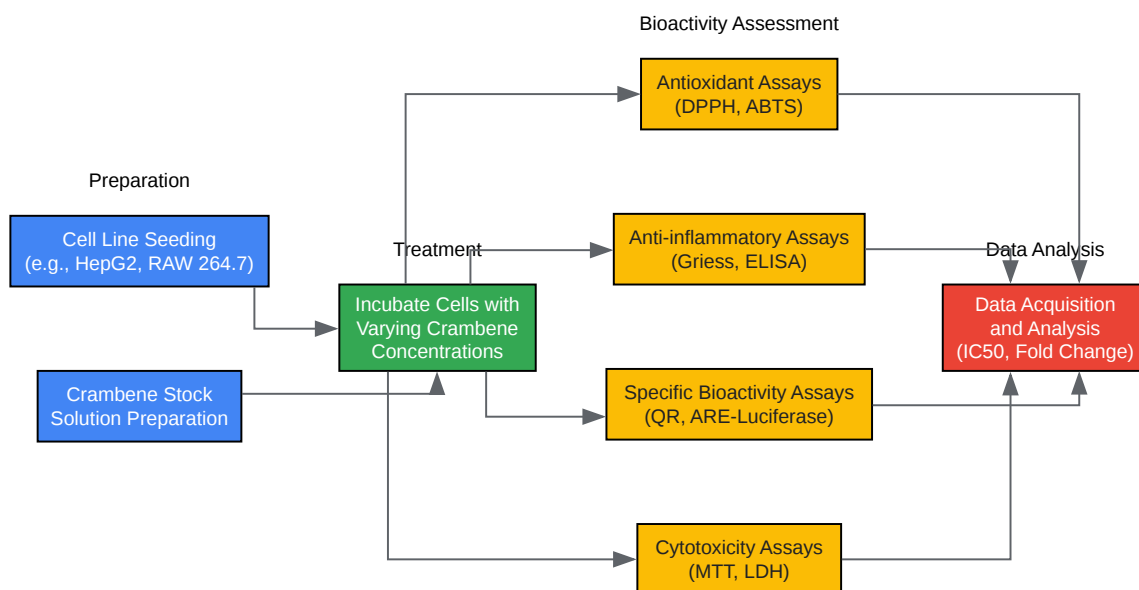 Bioactivity Assessment
Antioxidant Assays
(DPPH, ABTS)
Preparation
Cell Line Seeding
(e.g., HepG2, RAW 264.7)
Treatment
Anti-inflammatory Assays
(Griess, ELISA)
Data Analysis
Incubate Cells with
Varying Crambene
Concentrations
Data Acquisition
and Analysis
(IC50, Fold Change)
Crambene Stock
Solution Preparation
Specific Bioactivity Assays
(QR, ARE-Luciferase)
Cytotoxicity Assays
(MTT, LDH)